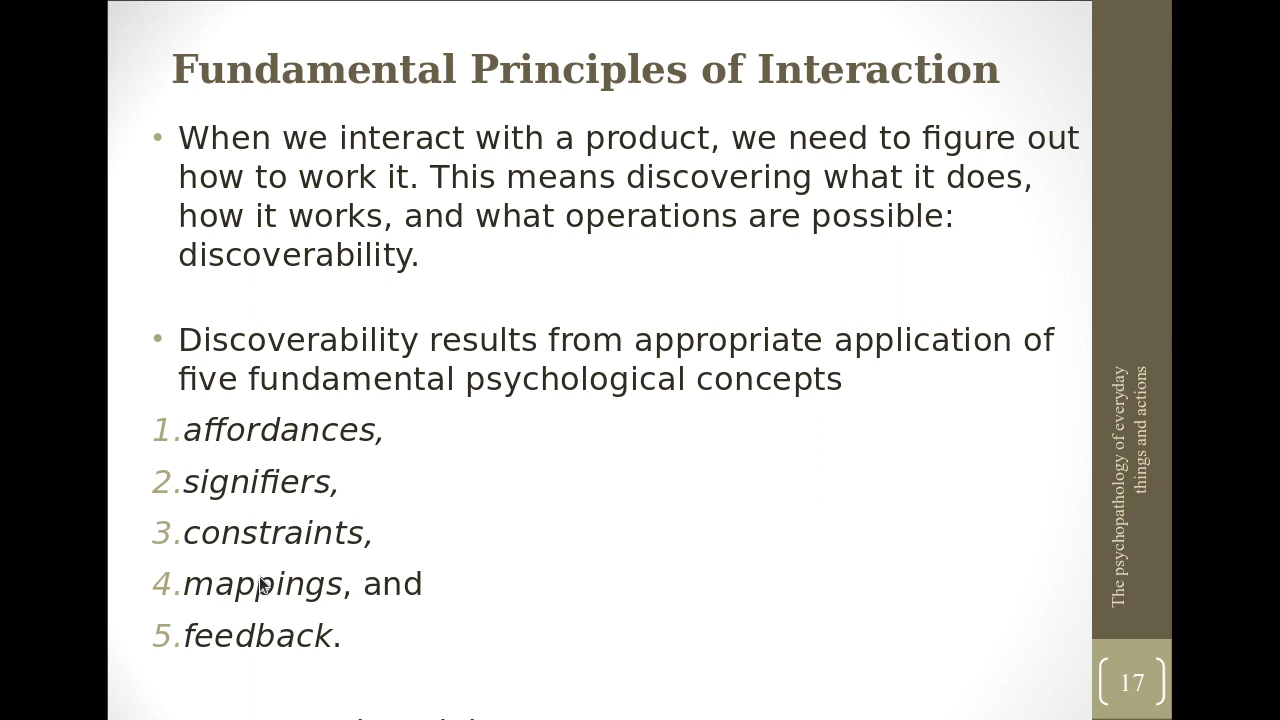 Fundamental Principles of Interaction
• When we interact with a product, we need to figure out
how to work it. This means discovering what it does,
how it works, and what operations are possible:
discoverability.
• Discoverability results from appropriate application of
five fundamental psychological concepts
1.affordances,
2.signifiers,
3.constraints,
4.mappings, and
5.feedback.
The psychopathology of everyday
things and actions
17